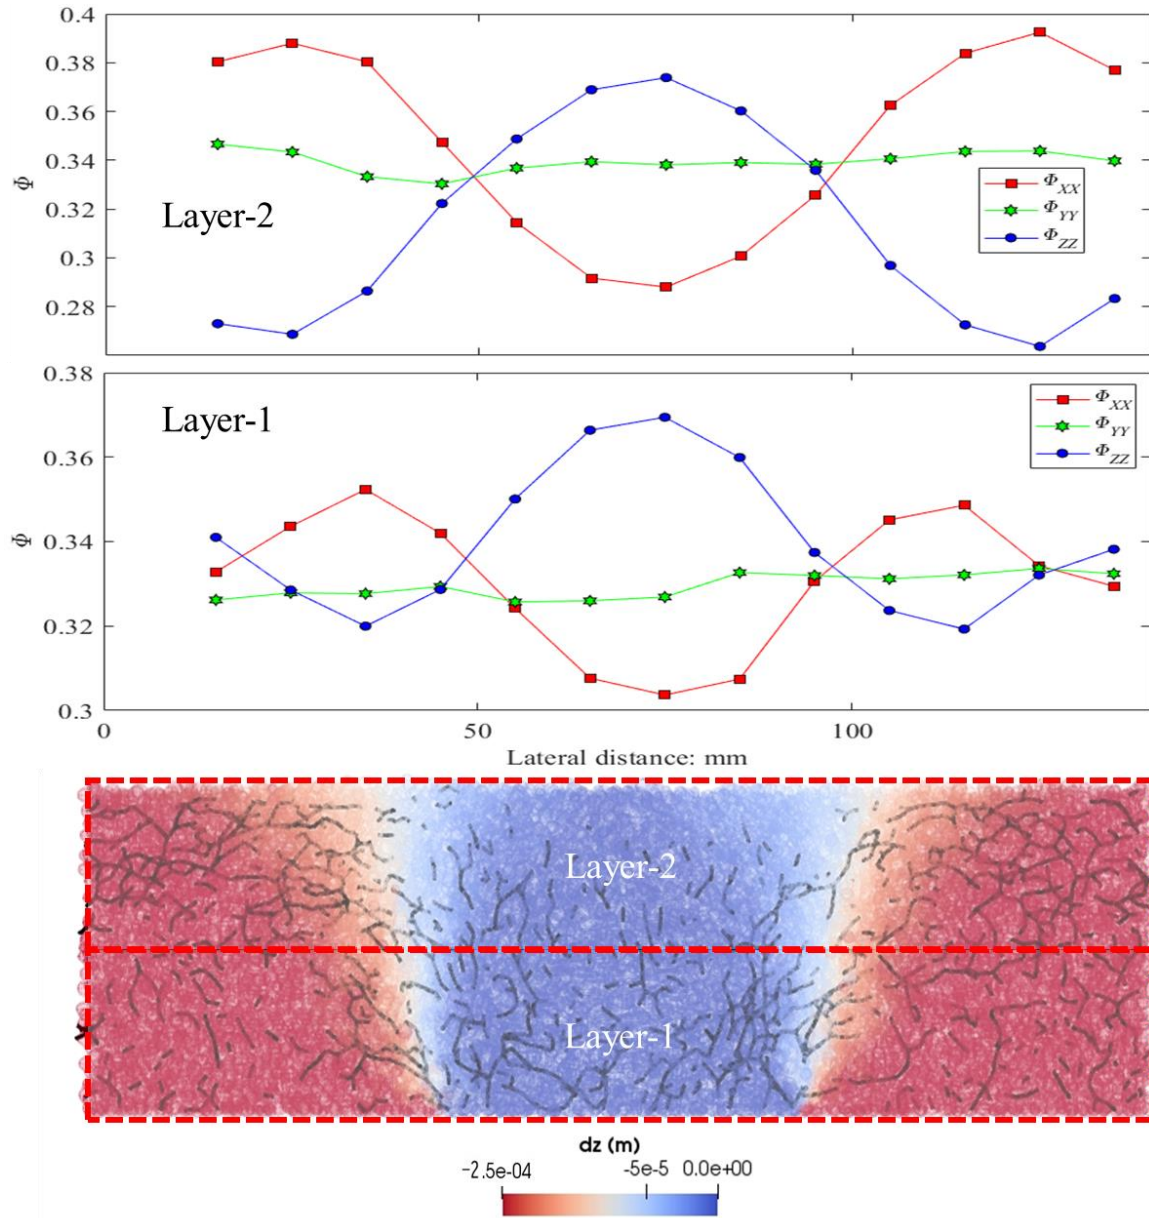 0.4
0.38
0.36
0.34
0.32
0.3
0.28
Φ
Layer-2
Φ_XX
Φ_YY
Φ_ZZ
0.38
0.36
0.34
0.32
0.3
Φ
Layer-1
Φ_XX
Φ_YY
Φ_ZZ
0 50 100
Lateral distance: mm
Layer-2
Layer-1
dz (m)
-2.5e-04 -5e-5 0.0e+00